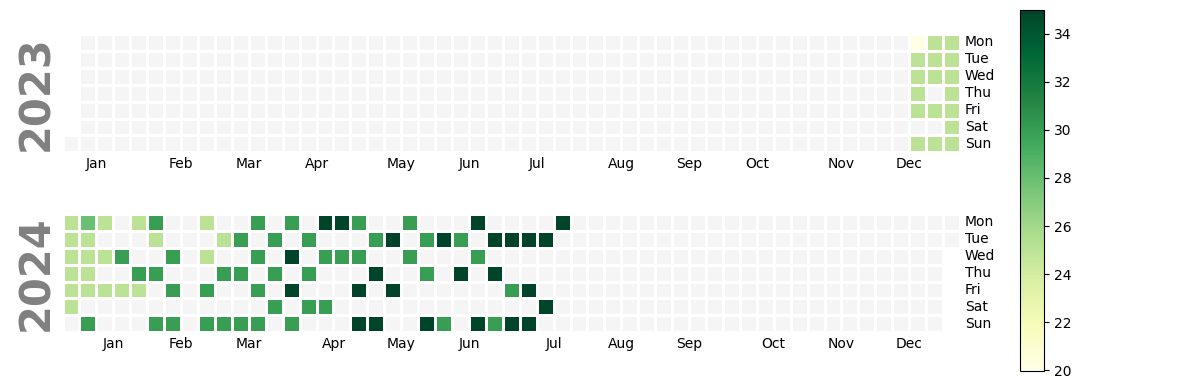 2023
Mon
Tue
Wed
Thu
Fri
Sat
Sun
Jan Feb Mar Apr May Jun Jul Aug Sep Oct Nov Dec
2024
Mon
Tue
Wed
Thu
Fri
Sat
Sun
Jan Feb Mar Apr May Jun Jul Aug Sep Oct Nov Dec
34
32
30
28
26
24
22
20